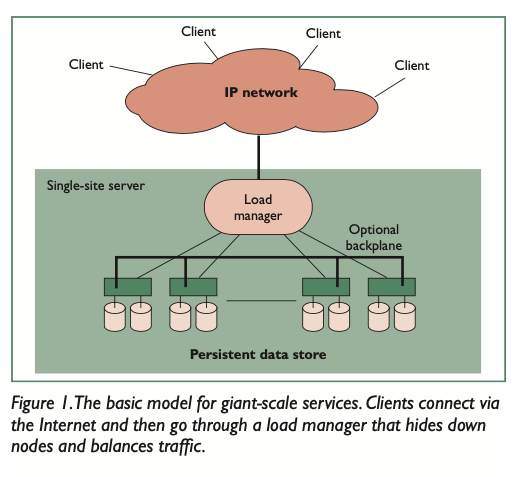 Client
Client
Client
Client
IP network
Single-site server
Load
manager
Optional
backplane
Persistent data store
Figure 1.The basic model for giant-scale services. Clients connect via
the Internet and then go through a load manager that hides down
nodes and balances traffic.